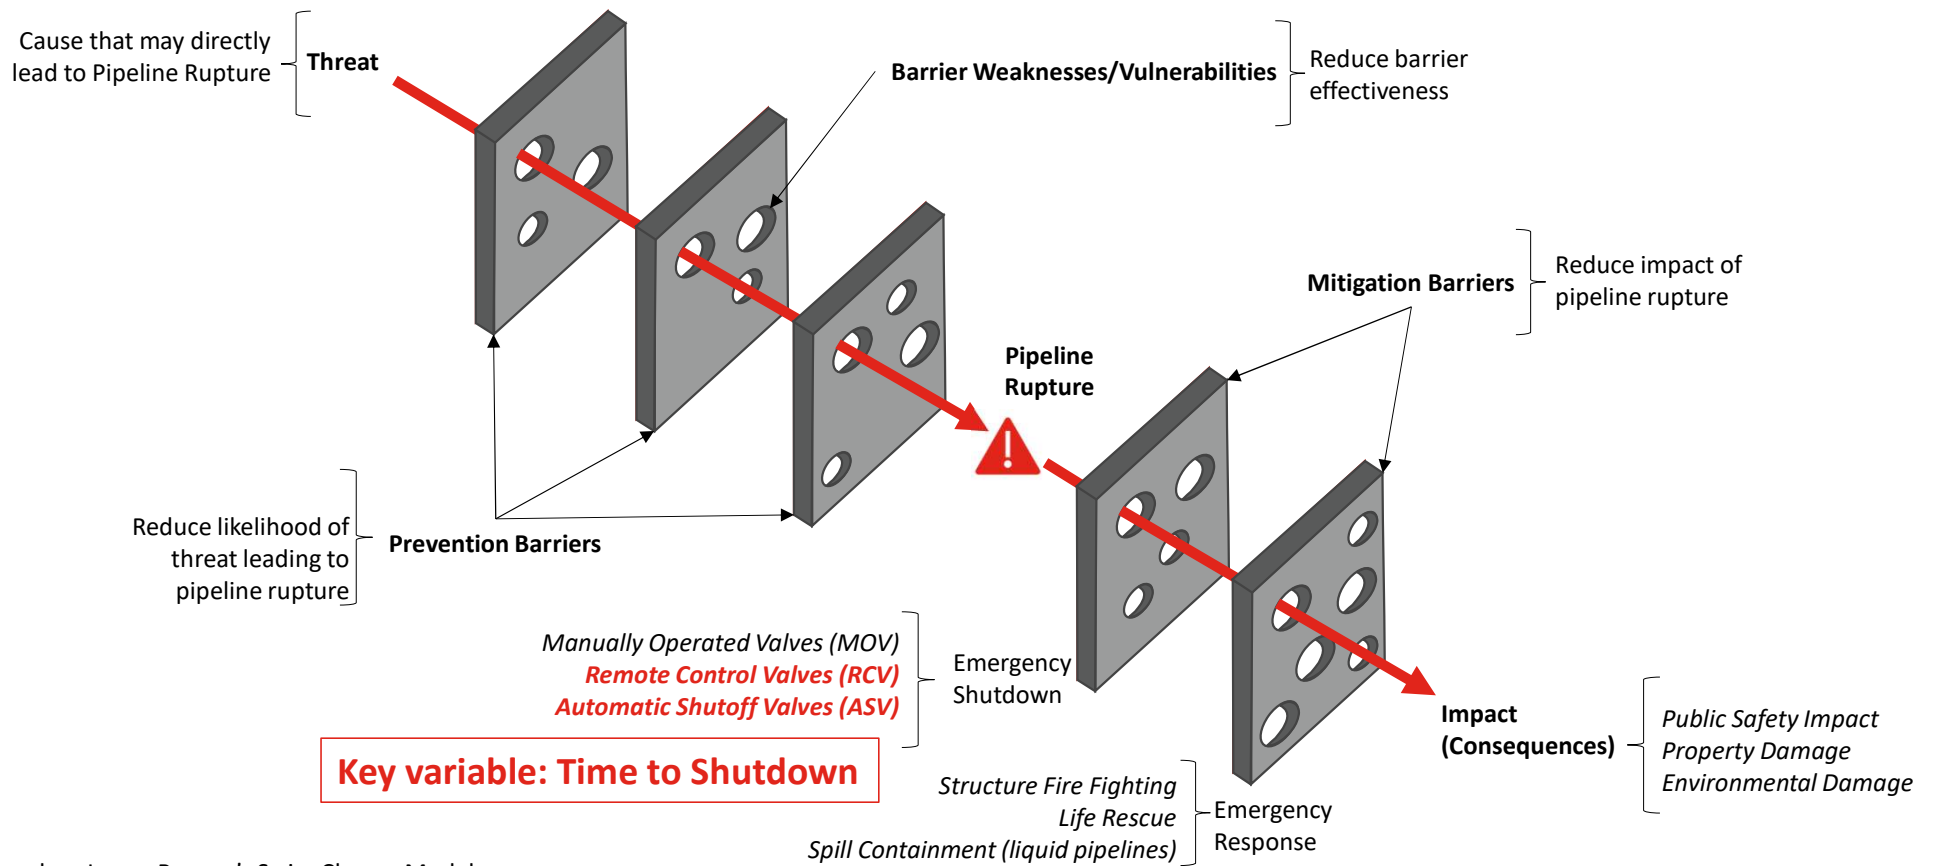 Cause that may directly
lead to Pipeline Rupture
Threat
Barrier Weaknesses/Vulnerabilities
Reduce barrier
effectiveness
Mitigation Barriers
Reduce impact of
pipeline rupture
Pipeline
Rupture
Reduce likelihood of
threat leading to
pipeline rupture
Prevention Barriers
Manually Operated Valves (MOV)
Remote Control Valves (RCV)
Automatic Shutoff Valves (ASV)
Emergency
Shutdown
Key variable: Time to Shutdown
Impact
(Consequences)
Public Safety Impact
Property Damage
Environmental Damage
Structure Fire Fighting
Life Rescue
Spill Containment (liquid pipelines)
Emergency
Response